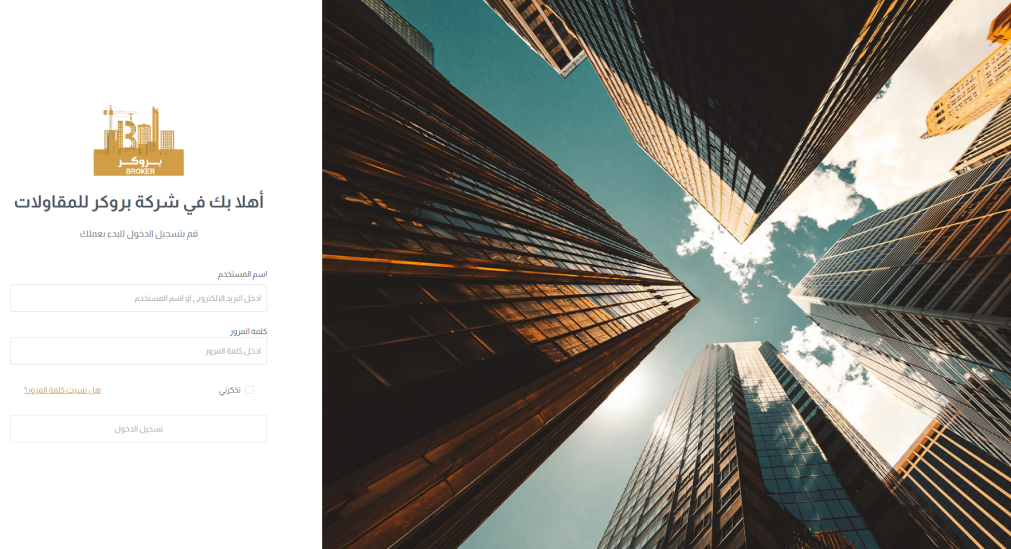 بروكر
BROKER
أهلا بك في شركة بروكر للمقاولات
قم بتسجيل الدخول للبدء بعملك
اسم المستخدم
ادخل البريد الالكتروني او اسم المستخدم
كلمة المرور
ادخل كلمة المرور
تذكرني
هل نسيت كلمة المرور؟
تسجيل الدخول